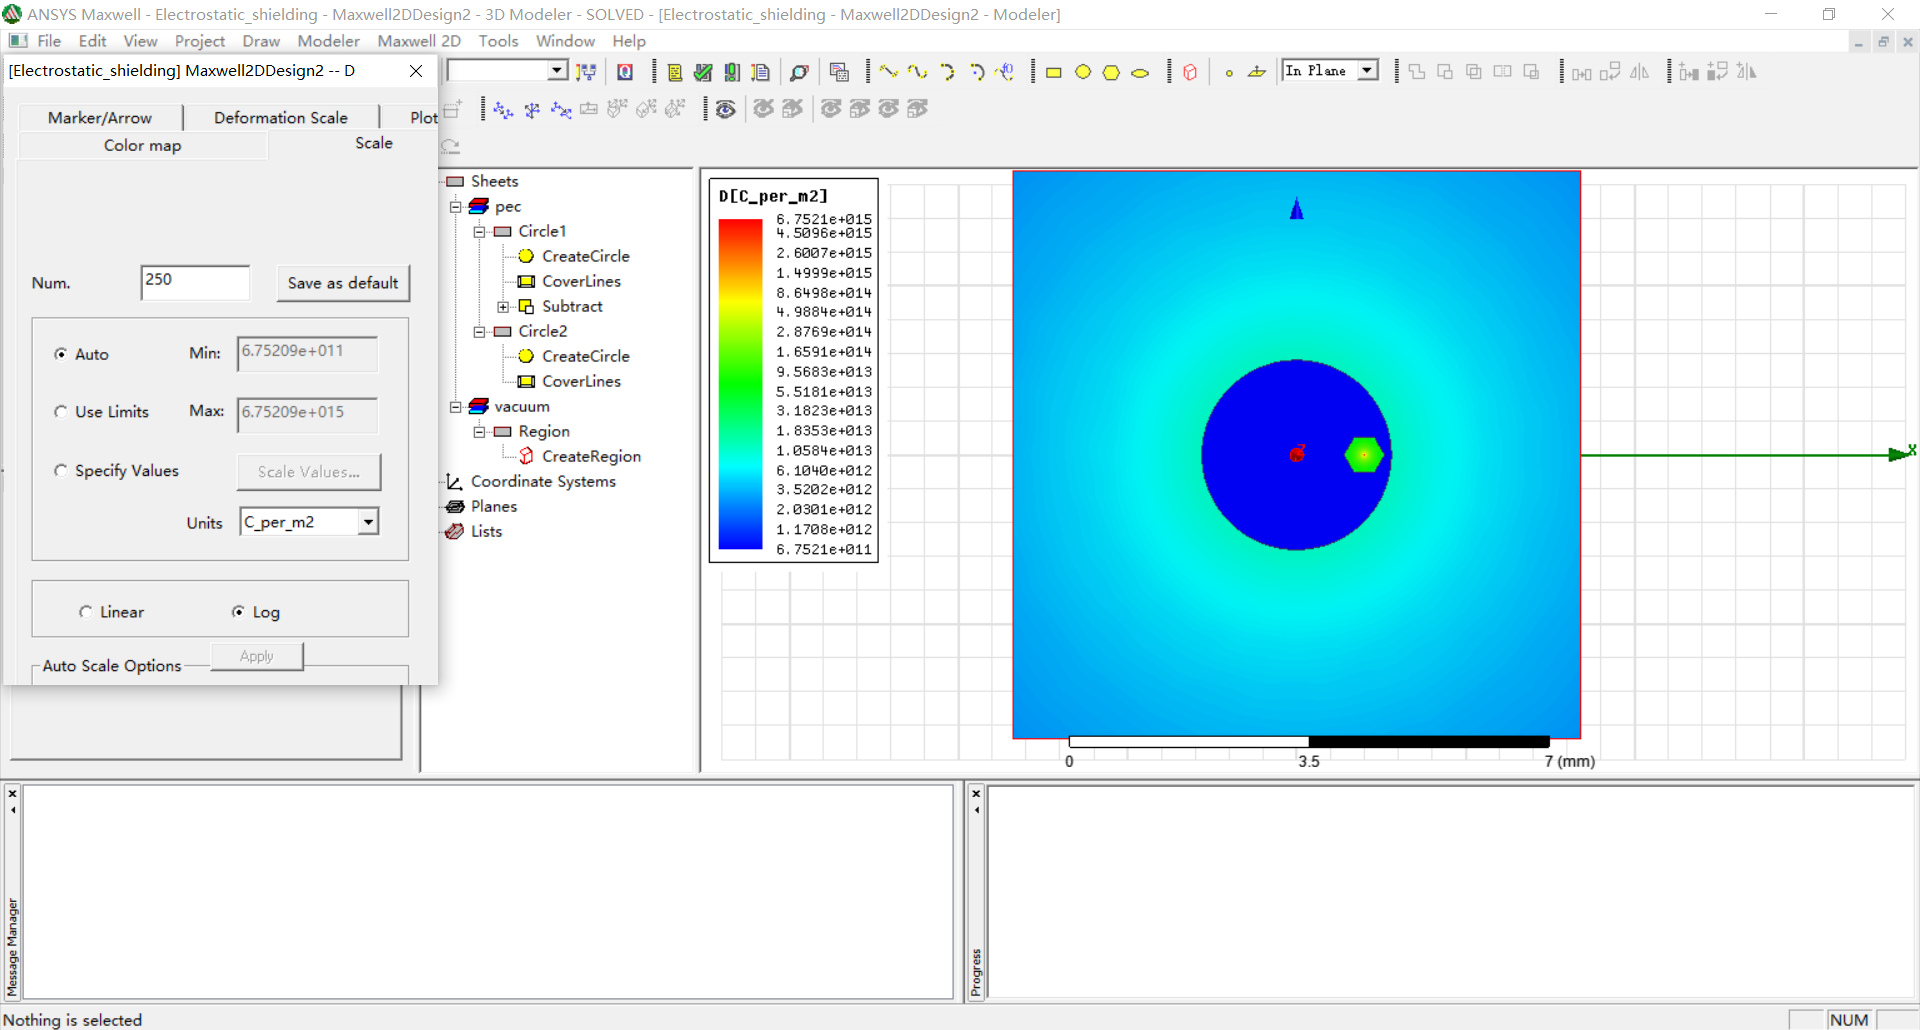 ANSYS Maxwell - Electrostatic_shielding - Maxwell2DDesign2 - 3D Modeler - SOLVED - [Electrostatic_shielding - Maxwell2DDesign2 - Modeler]
File Edit View Project Draw Modeler Maxwell 2D Tools Window Help
[Electrostatic_shielding] Maxwell2DDesign2 -- D
In Plane
Marker/Arrow Deformation Scale Plot
Color map Scale
Num. 250 Save as default
Auto Min: 6.75209e+011
Use Limits Max: 6.75209e+015
Specify Values Scale Values...
Units C_per_m2
Linear Log
Apply
Auto Scale Options
Sheets
pec
Circle1
CreateCircle
CoverLines
Subtract
Circle2
CreateCircle
CoverLines
vacuum
Region
CreateRegion
Coordinate Systems
Planes
Lists
D[C_per_m2]
6.7521e+015
4.5096e+015
2.6007e+015
1.4999e+015
8.6498e+014
4.9884e+014
2.8769e+014
1.6591e+014
9.5683e+013
5.5181e+013
3.1823e+013
1.8353e+013
1.0584e+013
6.1040e+012
3.5202e+012
2.0301e+012
1.1708e+012
6.7521e+011
X
0 3.5 7 (mm)
Message Manager
Progress
Nothing is selected
NUM